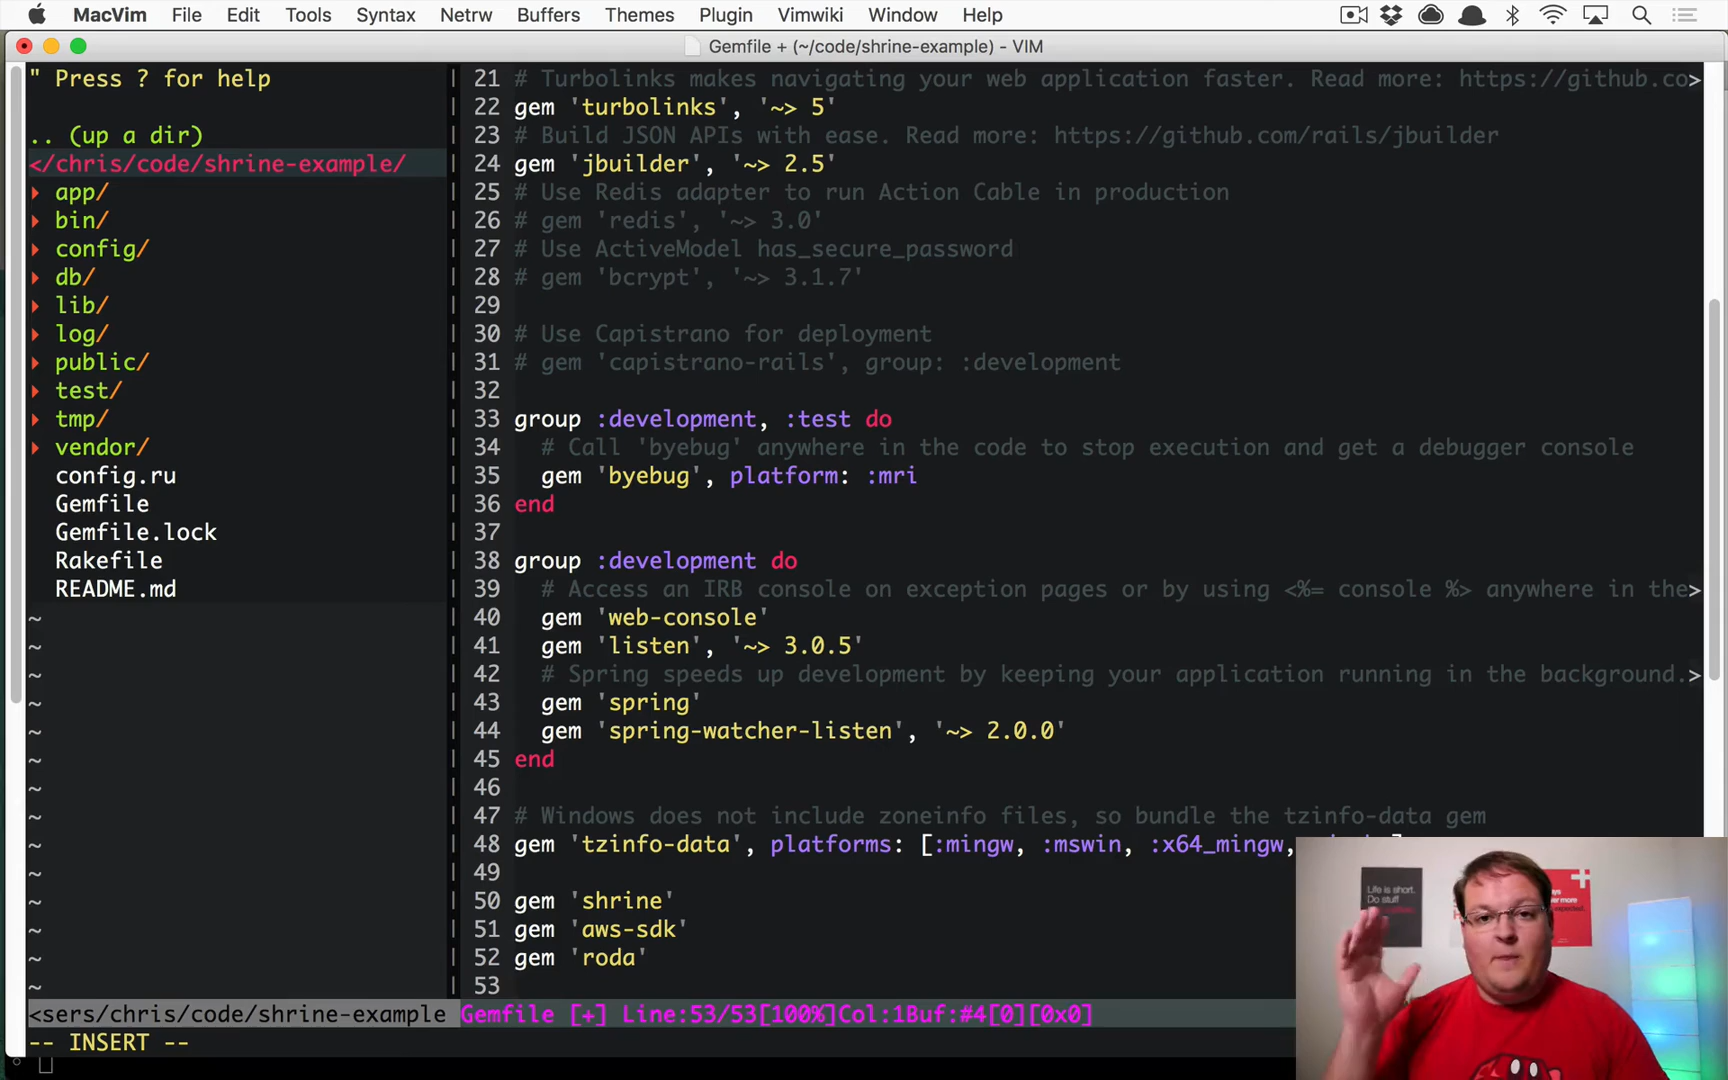 MacVim File Edit Tools Syntax Netrw Buffers Themes Plugin Vimwiki Window Help
Gemfile + (~/code/shrine-example) - VIM
" Press ? for help
.. (up a dir)
</chris/code/shrine-example/
app/
bin/
config/
db/
lib/
log/
public/
test/
tmp/
vendor/
config.ru
Gemfile
Gemfile.lock
Rakefile
README.md
~
~
~
~
~
~
~
~
~
~
~
~
~
~
21 # Turbolinks makes navigating your web application faster. Read more: https://github.co>
22 gem 'turbolinks', '~> 5'
23 # Build JSON APIs with ease. Read more: https://github.com/rails/jbuilder
24 gem 'jbuilder', '~> 2.5'
25 # Use Redis adapter to run Action Cable in production
26 # gem 'redis', '~> 3.0'
27 # Use ActiveModel has_secure_password
28 # gem 'bcrypt', '~> 3.1.7'
29
30 # Use Capistrano for deployment
31 # gem 'capistrano-rails', group: :development
32
33 group :development, :test do
34 # Call 'byebug' anywhere in the code to stop execution and get a debugger console
35 gem 'byebug', platform: :mri
36 end
37
38 group :development do
39 # Access an IRB console on exception pages or by using <%= console %> anywhere in the>
40 gem 'web-console'
41 gem 'listen', '~> 3.0.5'
42 # Spring speeds up development by keeping your application running in the background.>
43 gem 'spring'
44 gem 'spring-watcher-listen', '~> 2.0.0'
45 end
46
47 # Windows does not include zoneinfo files, so bundle the tzinfo-data gem
48 gem 'tzinfo-data', platforms: [:mingw, :mswin, :x64_mingw,
49
50 gem 'shrine'
51 gem 'aws-sdk'
52 gem 'roda'
53
<sers/chris/code/shrine-example Gemfile [+] Line:53/53[100%]Col:1Buf:#4[0][0x0]
-- INSERT --
Life is short.
Do stuff